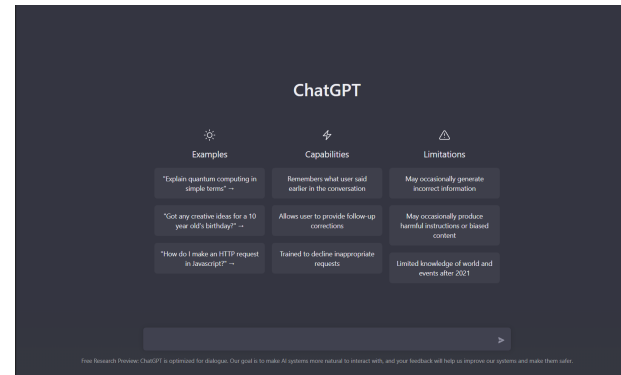 ChatGPT
Examples
"Explain quantum computing in
simple terms" →
"Got any creative ideas for a 10
year old's birthday?" →
"How do I make an HTTP request
in Javascript?" →
Capabilities
Remembers what user said
earlier in the conversation
Allows user to provide follow-up
corrections
Trained to decline inappropriate
requests
Limitations
May occasionally generate
incorrect information
May occasionally produce
harmful instructions or biased
content
Limited knowledge of world and
events after 2021
Free Research Preview: ChatGPT is optimized for dialogue. Our goal is to make AI systems more natural to interact with, and your feedback will help us improve our systems and make them safer.